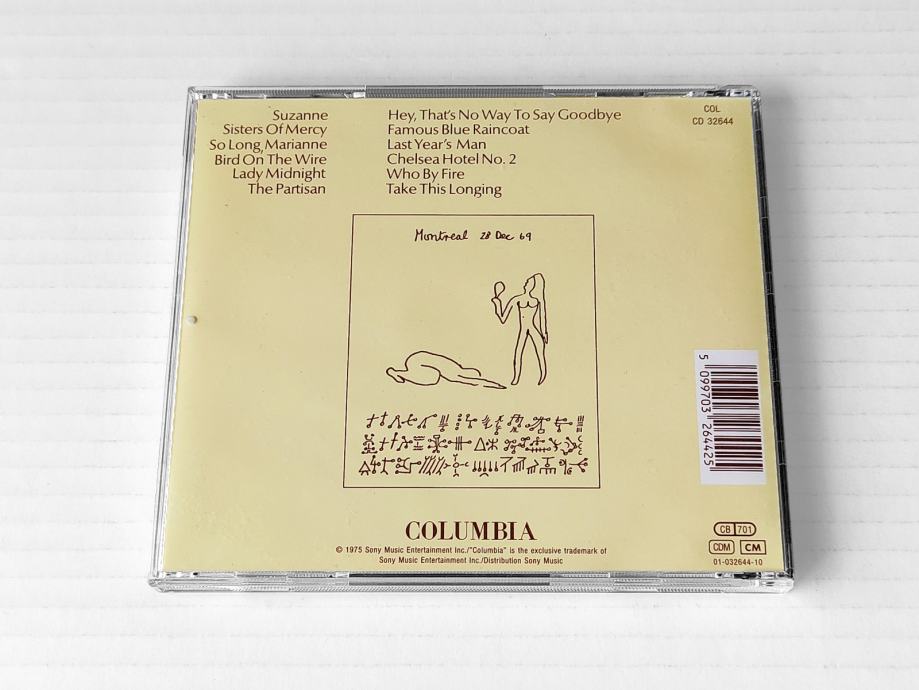 Suzanne
Sisters Of Mercy
So Long, Marianne
Bird On The Wire
Lady Midnight
The Partisan
Hey, That's No Way To Say Goodbye
Famous Blue Raincoat
Last Year's Man
Chelsea Hotel No. 2
Who By Fire
Take This Longing
COL
CD 32644
Montreal 28 Dec 69
5 099703 264425
COLUMBIA
© 1975 Sony Music Entertainment Inc./"Columbia" is the exclusive trademark of
Sony Music Entertainment Inc./Distribution Sony Music
CB 701
CDM CM
01-032644-10